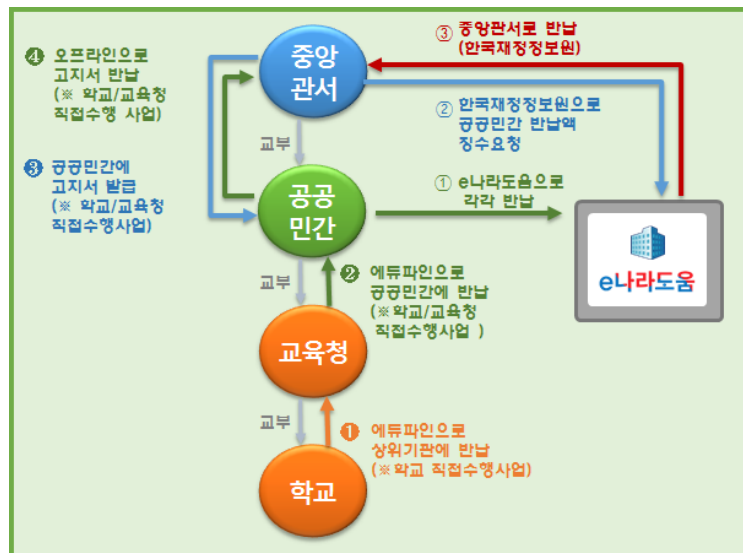 ❹ 오프라인으로
고지서 반납
(※ 학교/교육청
직접수행 사업)
❸ 공공민간에
고지서 발급
(※ 학교/교육청
직접수행사업)
중앙
관서
교부
공공
민간
교부
교육청
교부
학교
③ 중앙관서로 반납
(한국재정정보원)
② 한국재정정보원으로
공공민간 반납액
징수요청
① e나라도움으로
각각 반납
e나라도움
❷ 에듀파인으로
공공민간에 반납
(※학교/교육청
직접수행사업 )
❶ 에듀파인으로
상위기관에 반납
(※학교 직접수행사업)